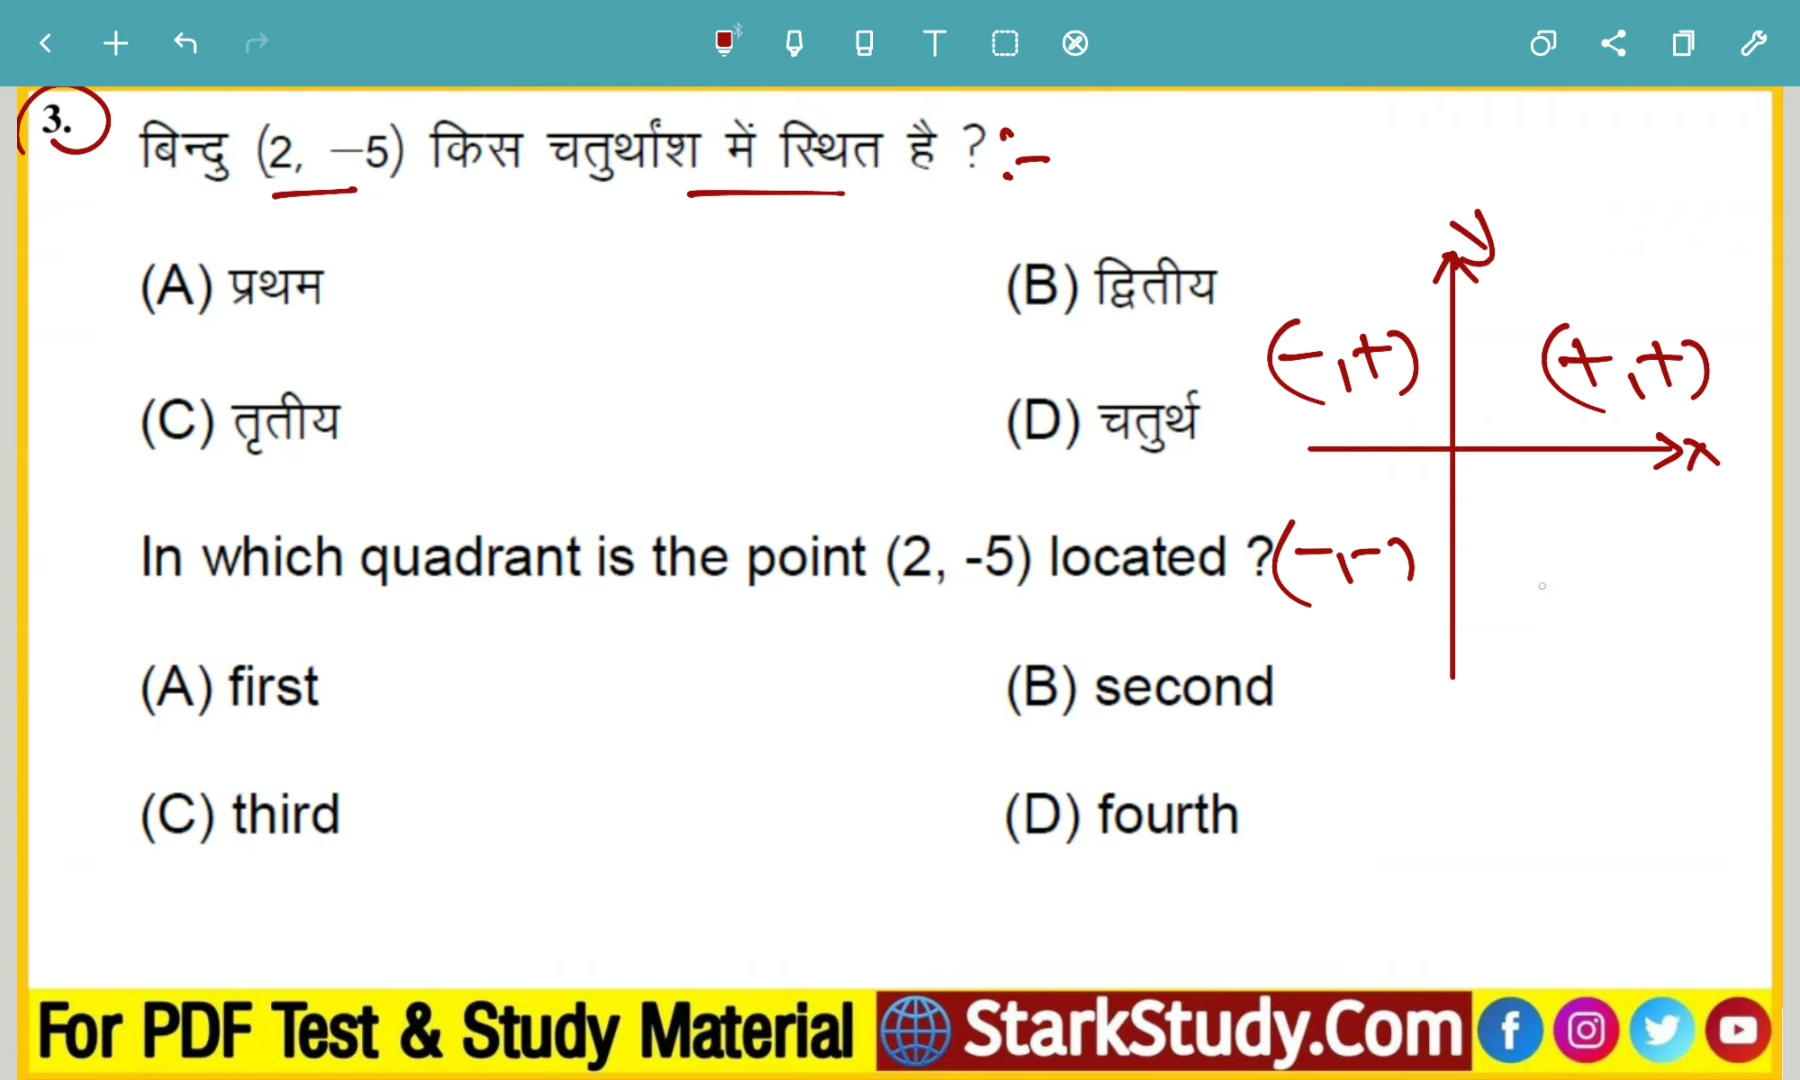 3.
बिन्दु (2, –5) किस चतुर्थांश में स्थित है ? :-
(A) प्रथम
(B) द्वितीय
(C) तृतीय
(D) चतुर्थ
In which quadrant is the point (2, -5) located ?
(A) first
(B) second
(C) third
(D) fourth
y
(-,+)
(+,+)
x
(-,-)
For PDF Test & Study Material
StarkStudy.Com